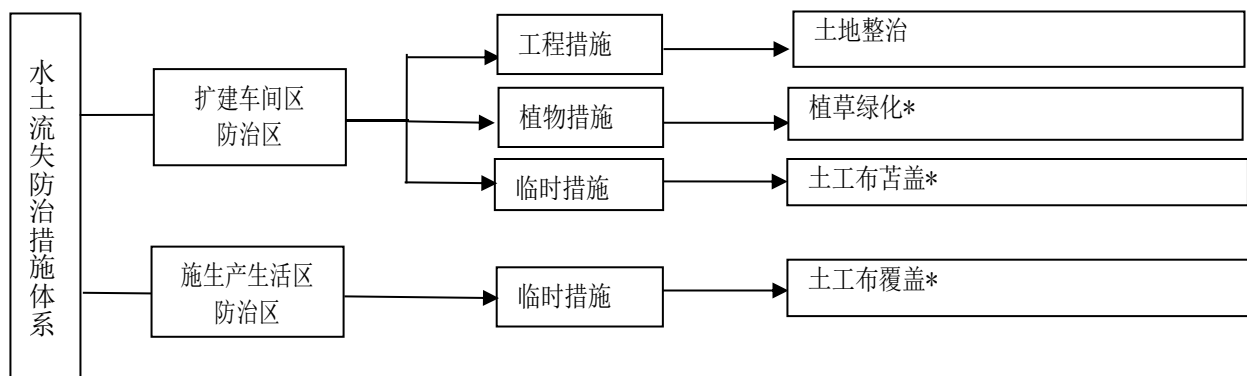 水土流失防治措施体系
扩建车间区
防治区
工程措施
土地整治
植物措施
植草绿化*
临时措施
土工布苫盖*
施生产生活区
防治区
临时措施
土工布覆盖*